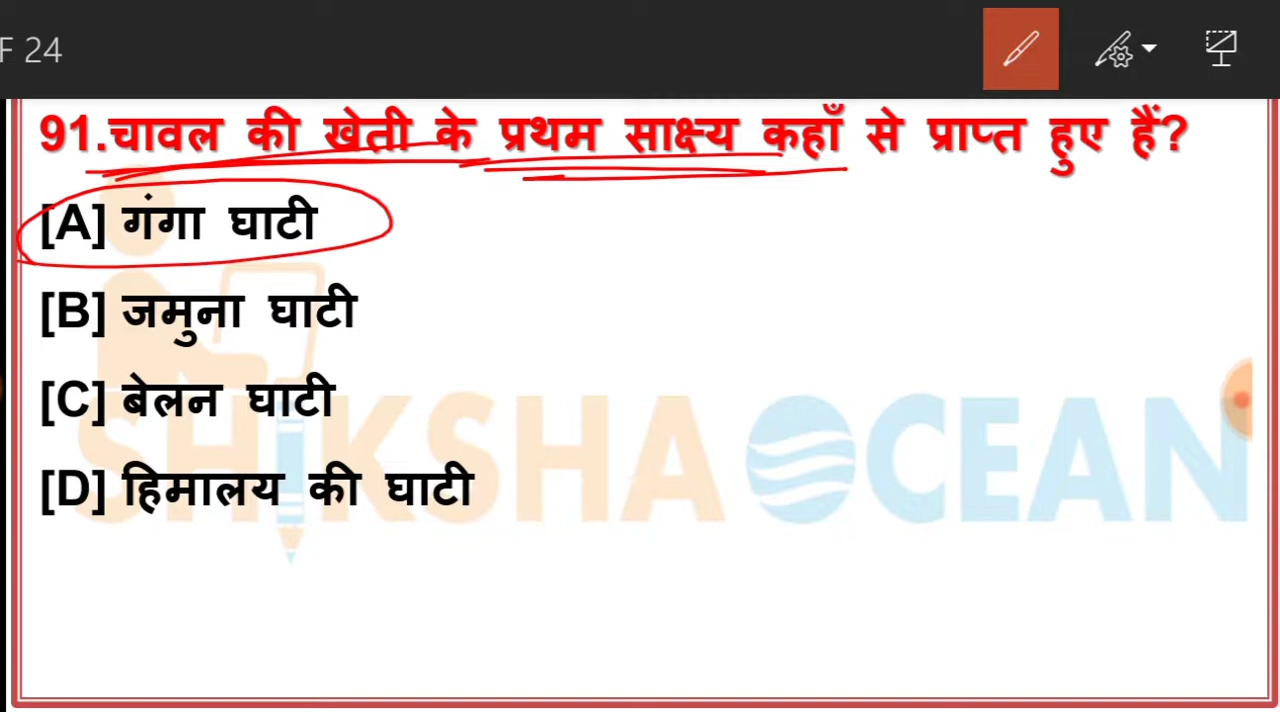 F 24
91.चावल की खेती के प्रथम साक्ष्य कहाँ से प्राप्त हुए हैं?
[A] गंगा घाटी
[B] जमुना घाटी
[C] बेलन घाटी
[D] हिमालय की घाटी
SHIKSHA OCEAN